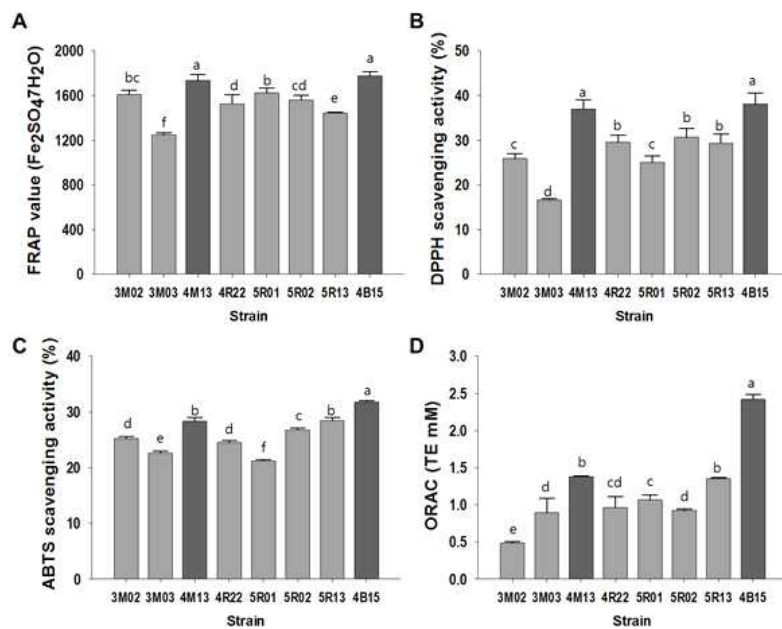 A
FRAP value (Fe2SO47H2O)
2000
1600
1200
800
400
0
bc
f
a
d
b
cd
e
a
3M02 3M03 4M13 4R22 5R01 5R02 5R13 4B15
Strain
B
DPPH scavenging activity (%)
50
40
30
20
10
0
c
d
a
b
c
b
b
a
3M02 3M03 4M13 4R22 5R01 5R02 5R13 4B15
Strain
C
ABTS scavenging activity (%)
40
30
20
10
0
d
e
b
d
f
c
b
a
3M02 3M03 4M13 4R22 5R01 5R02 5R13 4B15
Strain
D
ORAC (TE mM)
3.0
2.5
2.0
1.5
1.0
0.5
0.0
e
d
b
cd
c
d
b
a
3M02 3M03 4M13 4R22 5R01 5R02 5R13 4B15
Strain